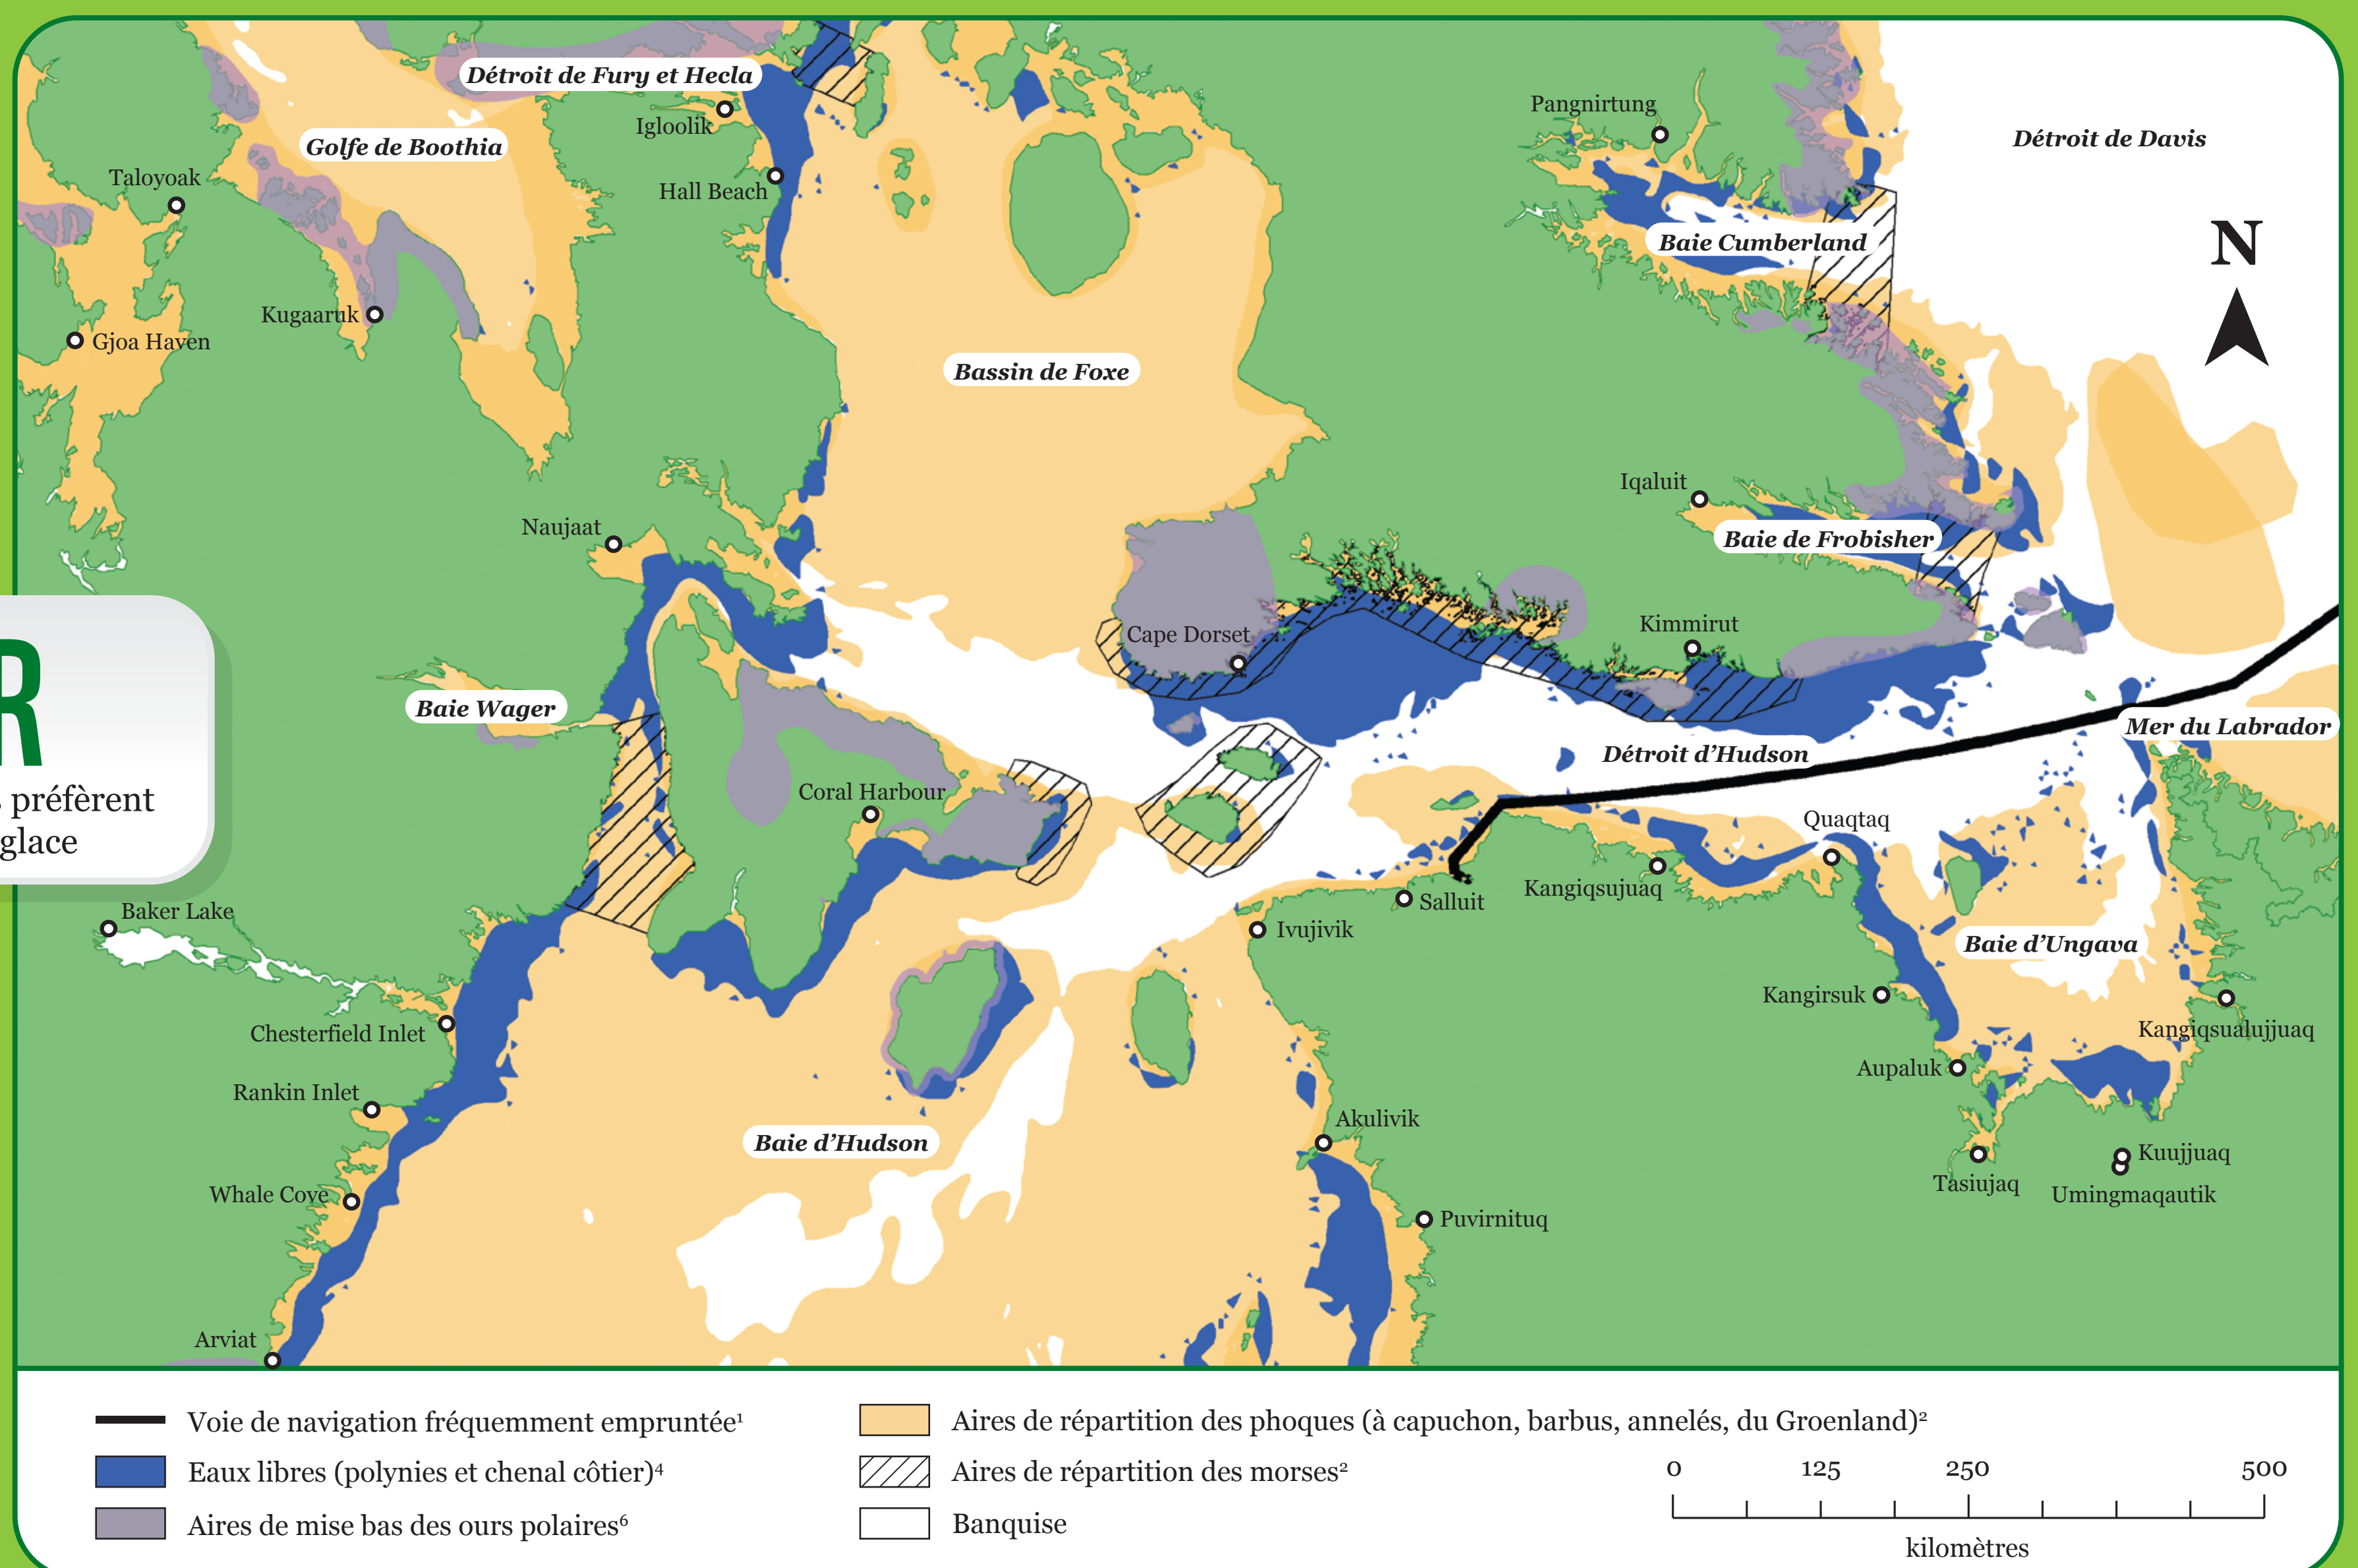 Détroit de Fury et Hecla
Igloolik
Golfe de Boothia
Pangnirtung
Détroit de Davis
Taloyoak
Hall Beach
N
Baie Cumberland
Kugaaruk
Gjoa Haven
Bassin de Foxe
Iqaluit
Naujaat
Baie de Frobisher
Cape Dorset
Kimmirut
R
préfèrent
glace
Baie Wager
Mer du Labrador
Détroit d'Hudson
Coral Harbour
Quaqtaq
Kangiqsujuaq
Salluit
Baker Lake
Ivujivik
Baie d'Ungava
Kangirsuk
Chesterfield Inlet
Kangiqsualujjuaq
Aupaluk
Rankin Inlet
Akulivik
Baie d'Hudson
Kuujjuaq
Tasiujaq
Umingmaqautik
Whale Cove
Puvirnituq
Arviat
Voie de navigation fréquemment empruntée¹
Eaux libres (polynies et chenal côtier)⁴
Aires de mise bas des ours polaires⁶
Aires de répartition des phoques (à capuchon, barbus, annelés, du Groenland)²
Aires de répartition des morses²
Banquise
0 125 250 500
kilomètres